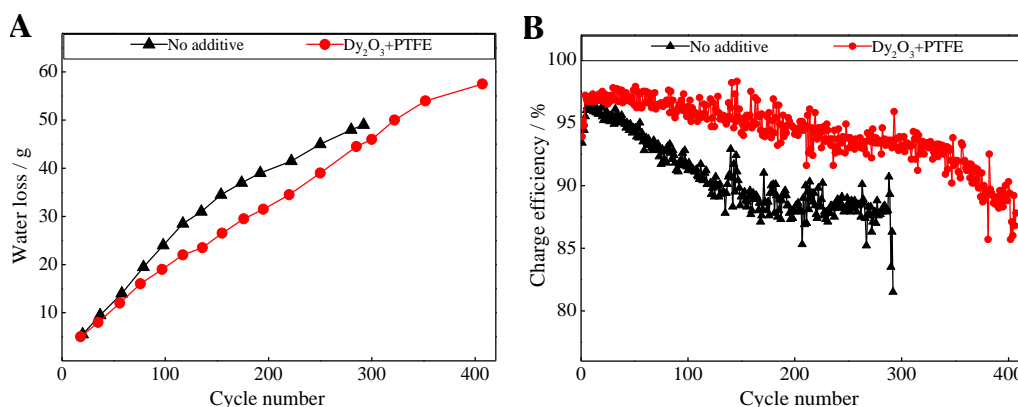 A
No additive
Dy₂O₃+PTFE
60
50
40
30
20
10
0
100
200
300
400
Water loss / g
Cycle number
B
No additive
Dy₂O₃+PTFE
100
95
90
85
80
0
100
200
300
400
Charge efficiency / %
Cycle number